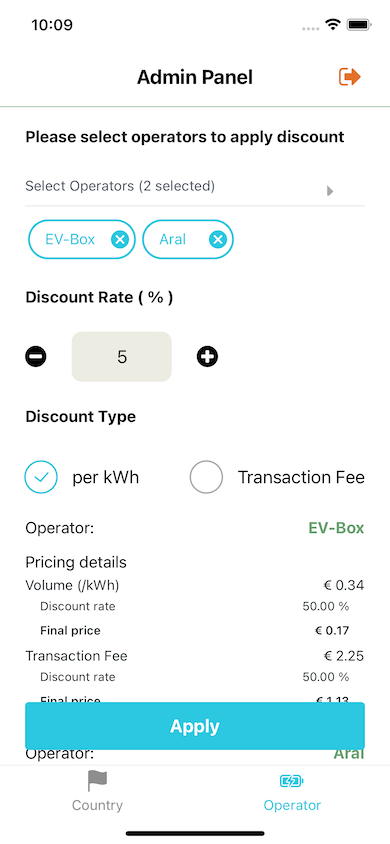 10:09
Admin Panel
Please select operators to apply discount
Select Operators (2 selected)
EV-Box Aral
Discount Rate ( % )
5
Discount Type
per kWh Transaction Fee
Operator: EV-Box
Pricing details
Volume (/kWh) € 0.34
Discount rate 50.00 %
Final price € 0.17
Transaction Fee € 2.25
Discount rate 50.00 %
Final price € 1.13
Apply
Operator: Aral
Country Operator